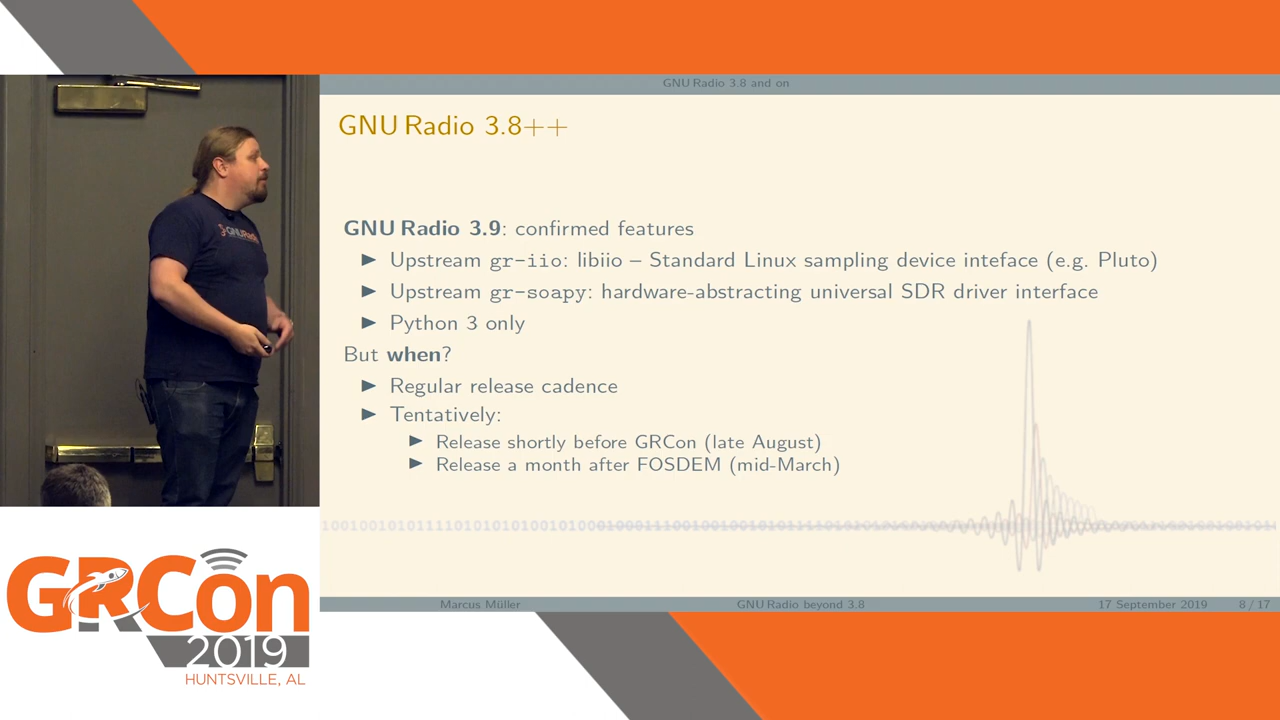 GNU Radio 3.8 and on
GNU Radio 3.8++
GNU Radio 3.9: confirmed features
▶ Upstream gr-iio: libiio – Standard Linux sampling device inteface (e.g. Pluto)
▶ Upstream gr-soapy: hardware-abstracting universal SDR driver interface
▶ Python 3 only
But when?
▶ Regular release cadence
▶ Tentatively:
▶ Release shortly before GRCon (late August)
▶ Release a month after FOSDEM (mid-March)
Marcus Müller GNU Radio beyond 3.8 17 September 2019 8 / 17
GNURadio
GRCon
2019
HUNTSVILLE, AL